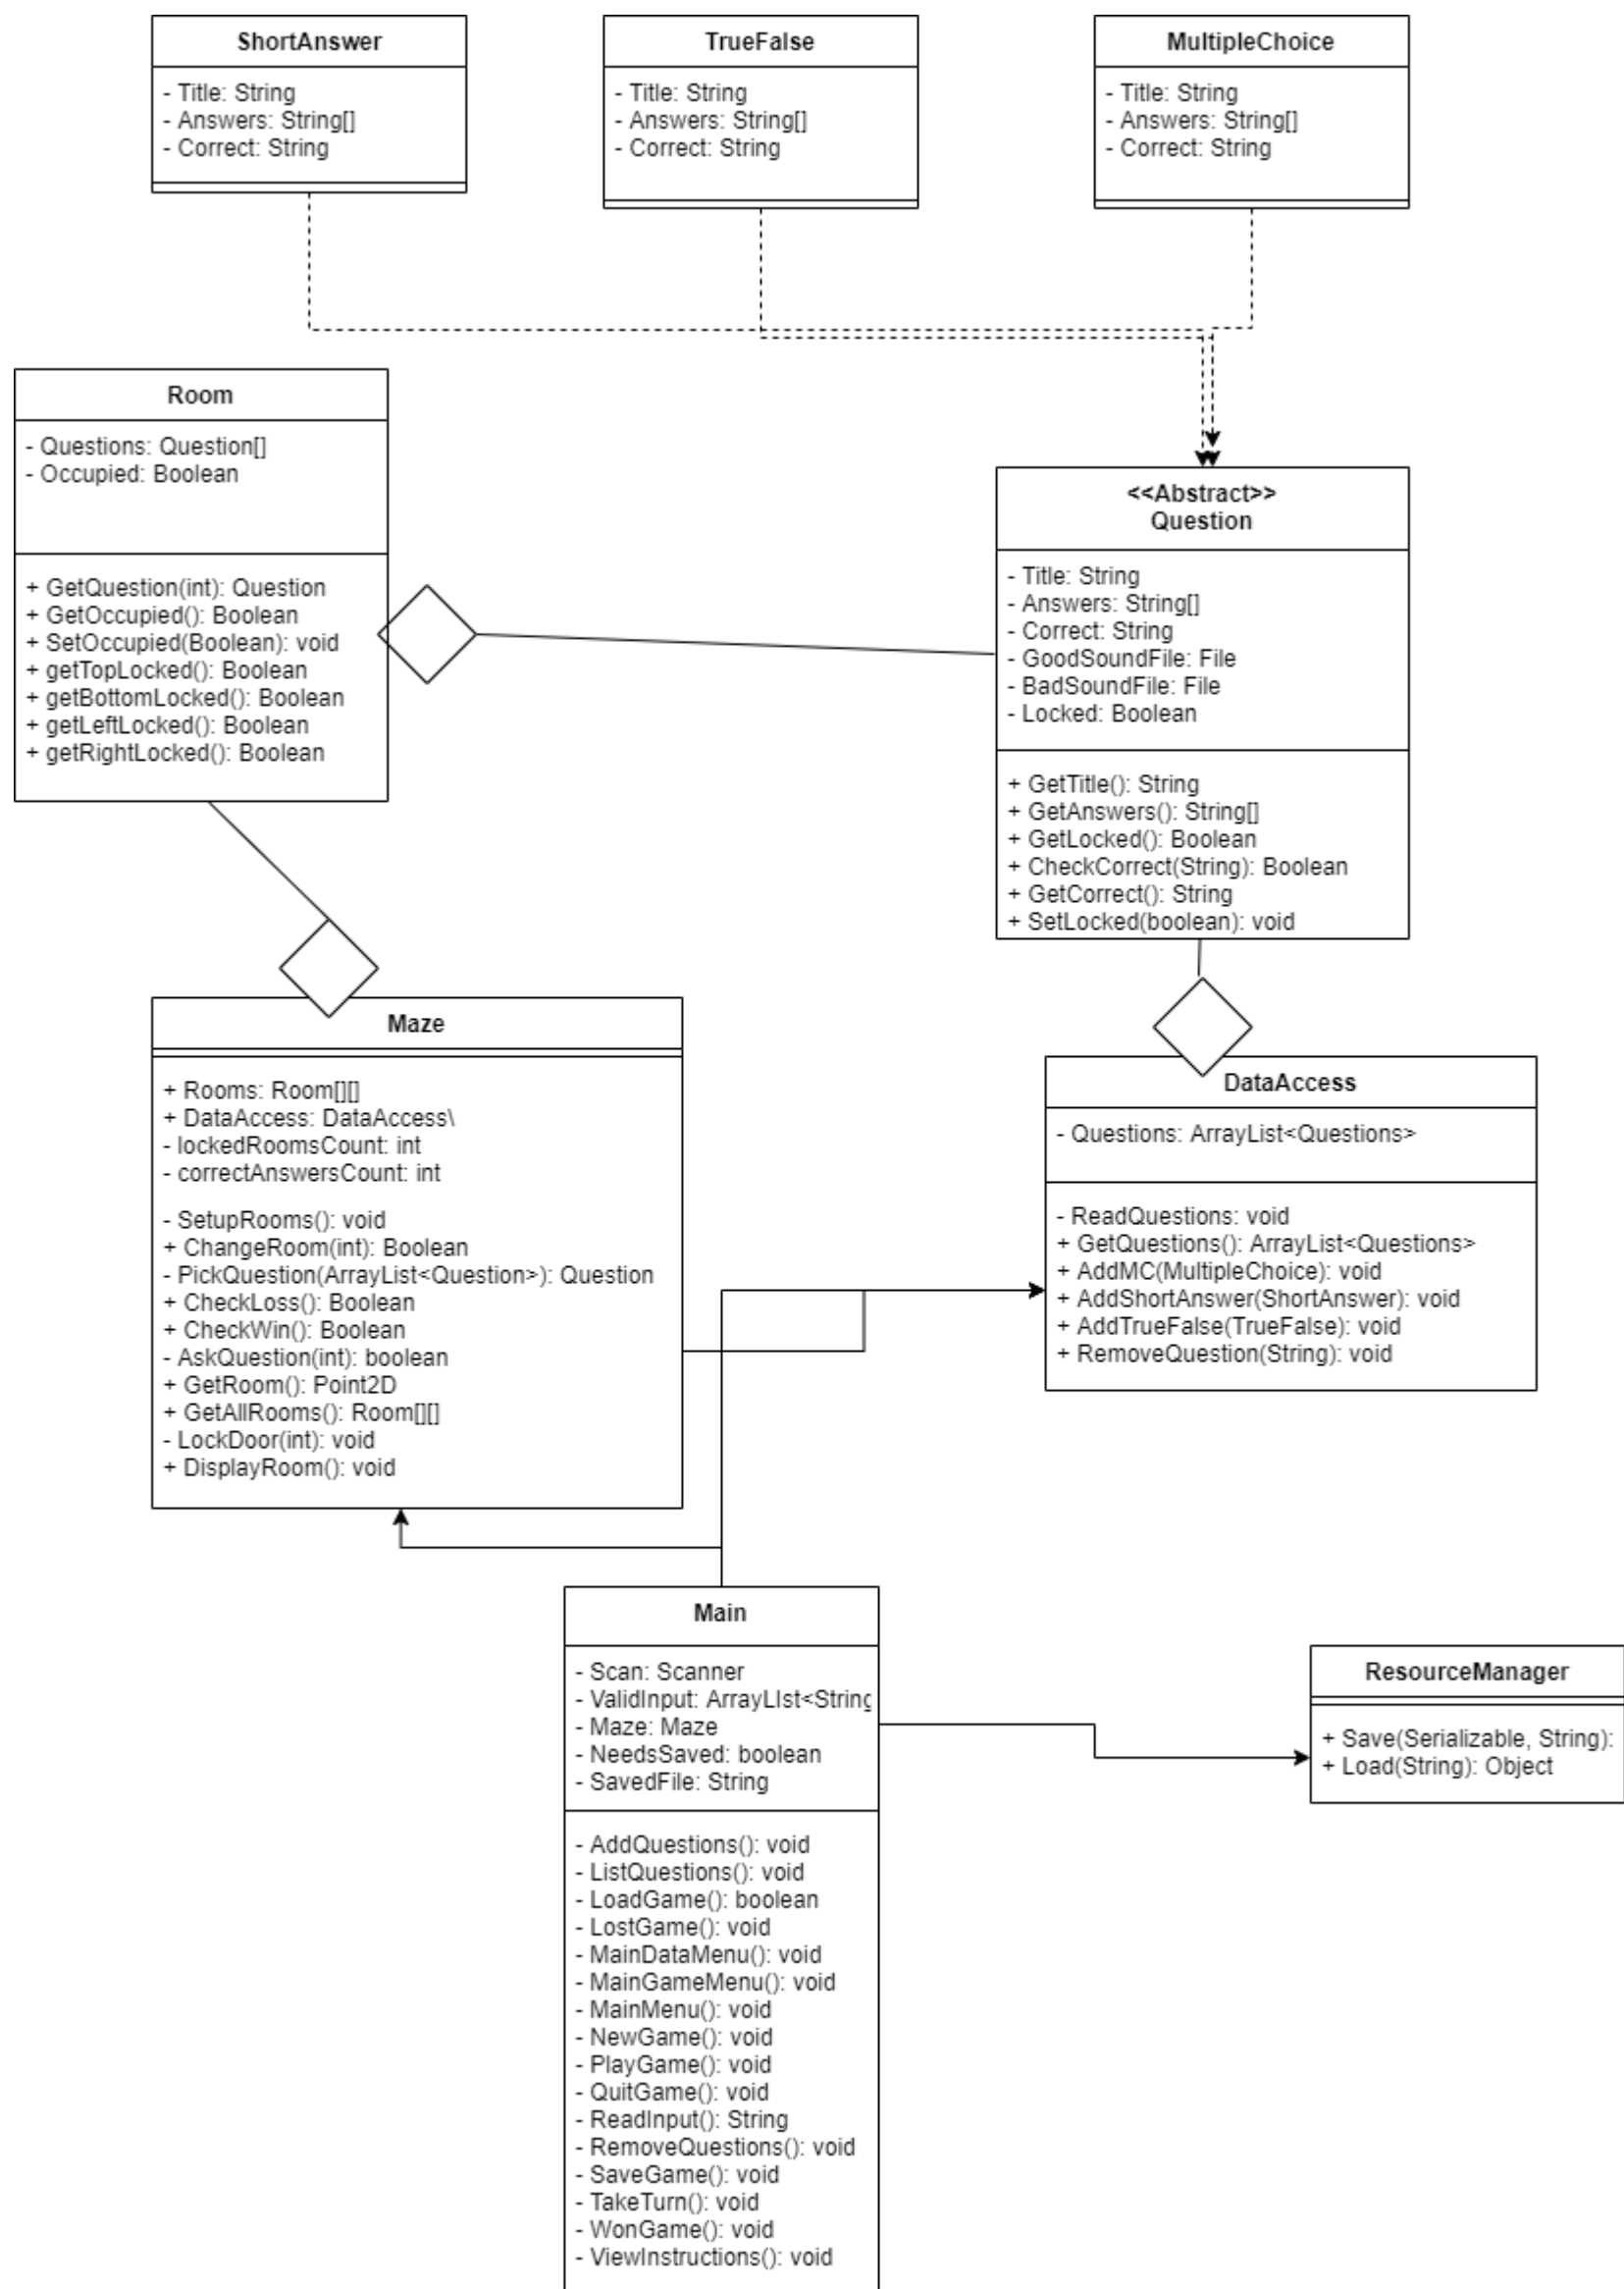 ShortAnswer
- Title: String
- Answers: String[]
- Correct: String
TrueFalse
- Title: String
- Answers: String[]
- Correct: String
MultipleChoice
- Title: String
- Answers: String[]
- Correct: String
Room
- Questions: Question[]
- Occupied: Boolean
+ GetQuestion(int): Question
+ GetOccupied(): Boolean
+ SetOccupied(Boolean): void
+ getTopLocked(): Boolean
+ getBottomLocked(): Boolean
+ getLeftLocked(): Boolean
+ getRightLocked(): Boolean
<<Abstract>>
Question
- Title: String
- Answers: String[]
- Correct: String
- GoodSoundFile: File
- BadSoundFile: File
- Locked: Boolean
+ GetTitle(): String
+ GetAnswers(): String[]
+ GetLocked(): Boolean
+ CheckCorrect(String): Boolean
+ GetCorrect(): String
+ SetLocked(boolean): void
Maze
+ Rooms: Room[][]
+ DataAccess: DataAccess\
- lockedRoomsCount: int
- correctAnswersCount: int
- SetupRooms(): void
+ ChangeRoom(int): Boolean
- PickQuestion(ArrayList<Question>): Question
+ CheckLoss(): Boolean
+ CheckWin(): Boolean
- AskQuestion(int): boolean
+ GetRoom(): Point2D
+ GetAllRooms(): Room[][]
- LockDoor(int): void
+ DisplayRoom(): void
DataAccess
- Questions: ArrayList<Questions>
- ReadQuestions: void
+ GetQuestions(): ArrayList<Questions>
+ AddMC(MultipleChoice): void
+ AddShortAnswer(ShortAnswer): void
+ AddTrueFalse(TrueFalse): void
+ RemoveQuestion(String): void
Main
- Scan: Scanner
- ValidInput: ArrayLIst<String
- Maze: Maze
- NeedsSaved: boolean
- SavedFile: String
- AddQuestions(): void
- ListQuestions(): void
- LoadGame(): boolean
- LostGame(): void
- MainDataMenu(): void
- MainGameMenu(): void
- MainMenu(): void
- NewGame(): void
- PlayGame(): void
- QuitGame(): void
- ReadInput(): String
- RemoveQuestions(): void
- SaveGame(): void
- TakeTurn(): void
- WonGame(): void
- ViewInstructions(): void
ResourceManager
+ Save(Serializable, String):
+ Load(String): Object